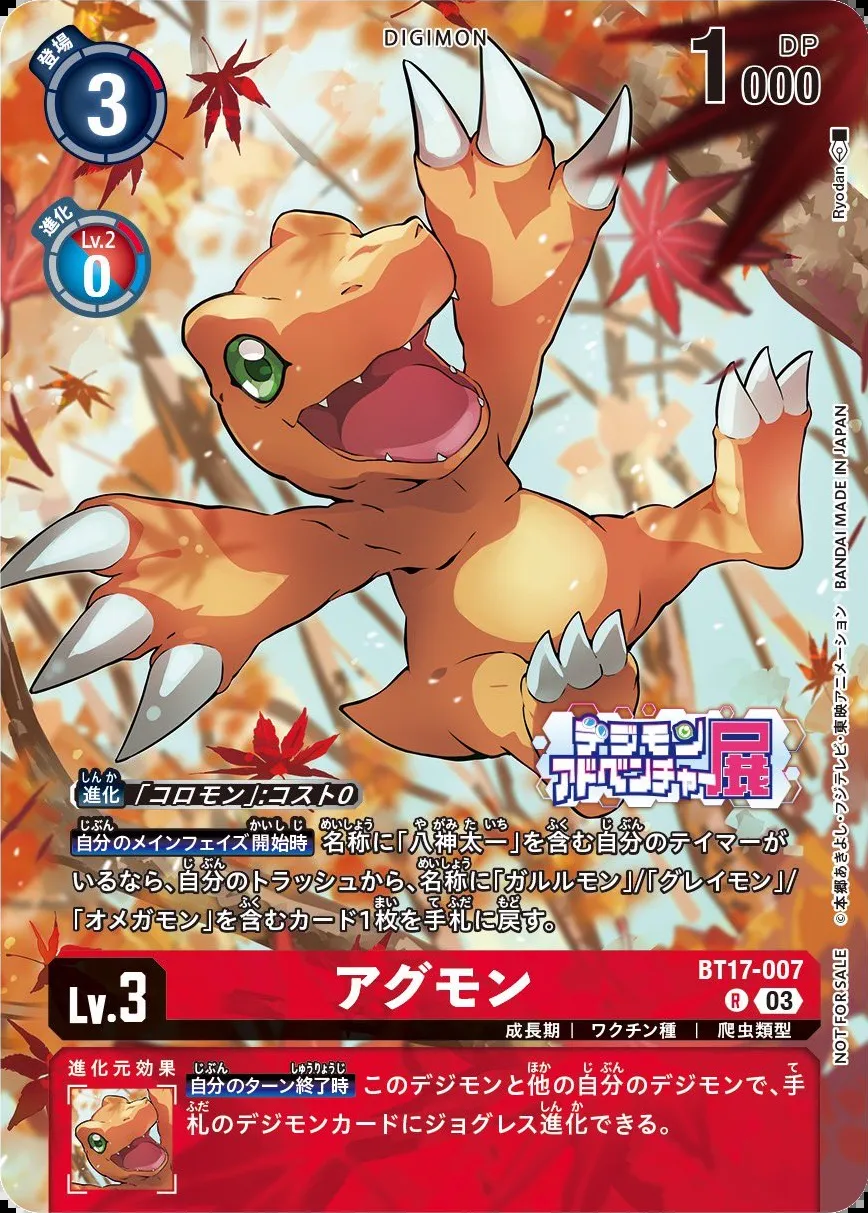 DIGIMON
登場
3
1000
DP
進化
Lv.2
0
Ryodan
BANDAI MADE IN JAPAN
©本郷あきよし・フジテレビ・東映アニメーション
NOT FOR SALE
デジモン
アドベンチャー展
進化 「コロモン」:コスト0
自分のメインフェイズ開始時 名称に「八神太一」を含む自分のテイマーが
いるなら、自分のトラッシュから、名称に「ガルルモン」/「グレイモン」/
「オメガモン」を含むカード1枚を手札に戻す。
Lv.3
アグモン
BT17-007
R 03
成長期 | ワクチン種 | 爬虫類型
進化元効果
自分のターン終了時 このデジモンと他の自分のデジモンで、手
札のデジモンカードにジョグレス進化できる。